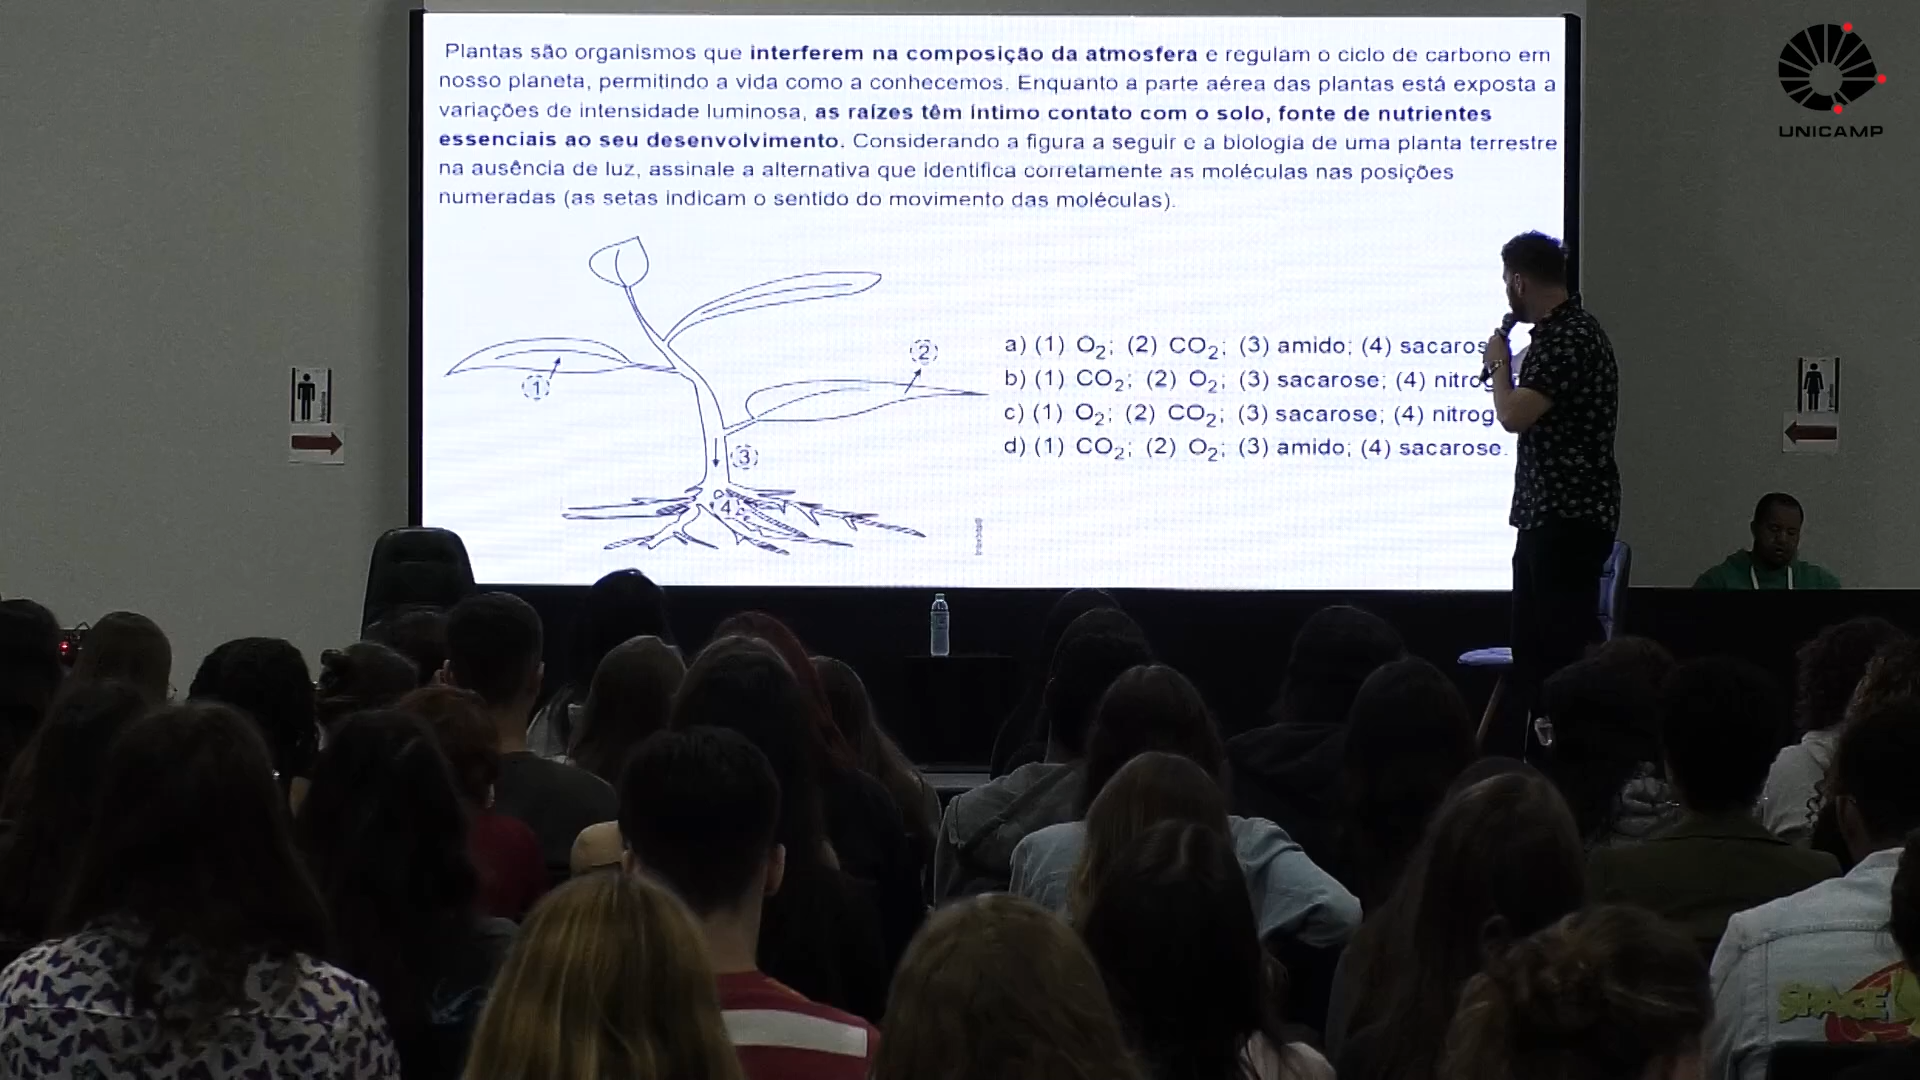 Plantas são organismos que interferem na composição da atmosfera e regulam o ciclo de carbono em
nosso planeta, permitindo a vida como a conhecemos. Enquanto a parte aérea das plantas está exposta a
variações de intensidade luminosa, as raízes têm íntimo contato com o solo, fonte de nutrientes
essenciais ao seu desenvolvimento. Considerando a figura a seguir e a biologia de uma planta terrestre
na ausência de luz, assinale a alternativa que identifica corretamente as moléculas nas posições
numeradas (as setas indicam o sentido do movimento das moléculas).
1
2
3
4
a) (1) O2; (2) CO2; (3) amido; (4) sacaros
b) (1) CO2; (2) O2; (3) sacarose; (4) nitrog
c) (1) O2; (2) CO2; (3) sacarose; (4) nitrog
d) (1) CO2; (2) O2; (3) amido; (4) sacarose.
UNICAMP
SPACE